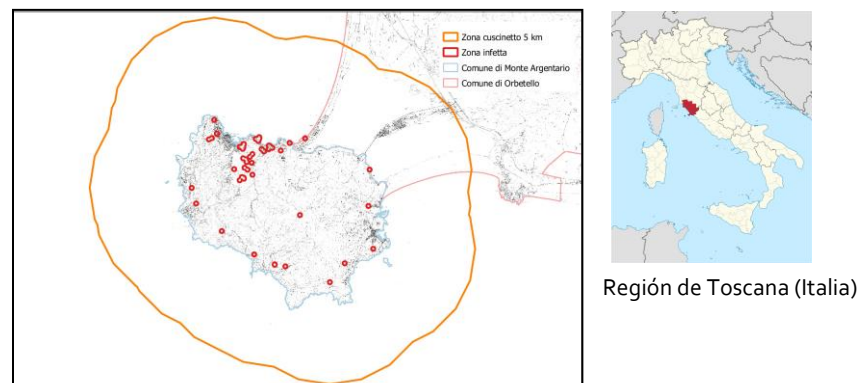 Zona cuscinetto 5 km
Zona infetta
Comune di Monte Argentario
Comune di Orbetello
Región de Toscana (Italia)